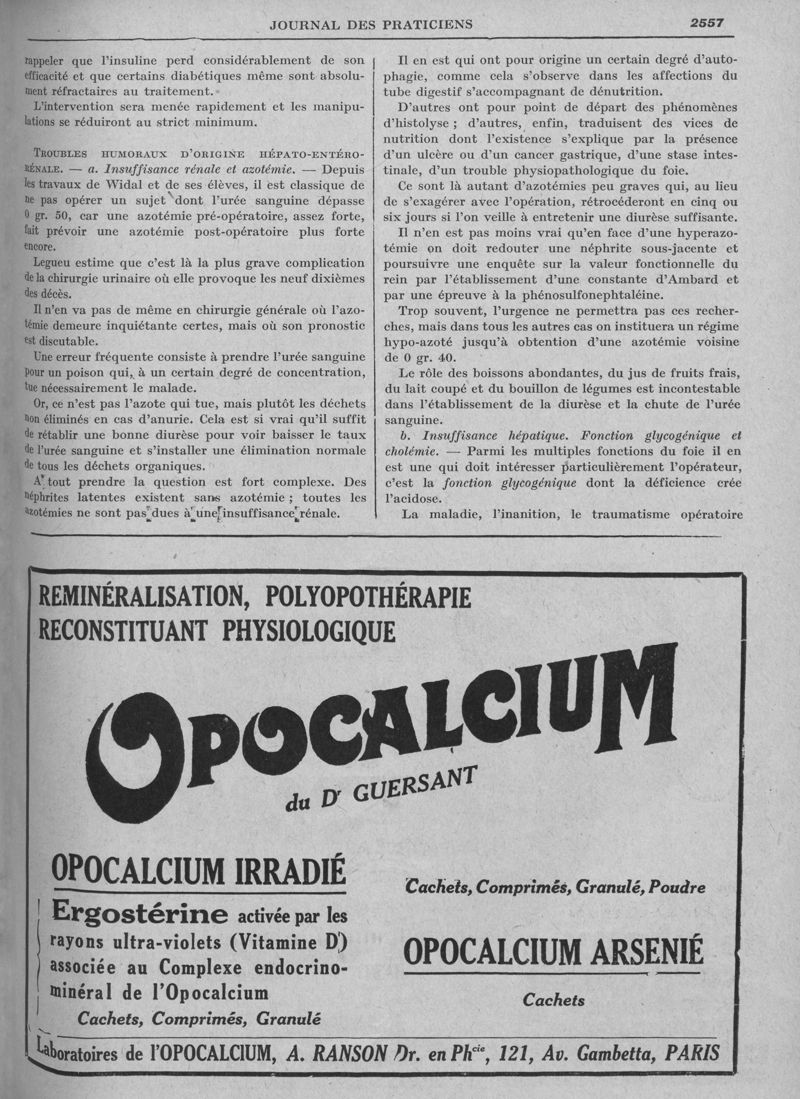 JOURNAL DES PRATICIENS
2557
rappeler que l'insuline perd considérablement de son
efficacité et que certains diabétiques même sont absolu-
ment réfractaires au traitement.
L'intervention sera menée rapidement et les manipu-
lations se réduiront au strict minimum.
TROUBLES HUMORAUX D'ORIGINE HÉPATO-ENTÉRO-
RÉNALE. — a. Insuffisance rénale et azotémie. — Depuis
les travaux de Widal et de ses élèves, il est classique de
ne pas opérer un sujet dont l'urée sanguine dépasse
0 gr. 50, car une azotémie pré-opératoire, assez forte,
fait prévoir une azotémie post-opératoire plus forte
encore.
Legueu estime que c'est là la plus grave complication
de la chirurgie urinaire où elle provoque les neuf dixièmes
des décès.
Il n'en va pas de même en chirurgie générale où l'azo-
témie demeure inquiétante certes, mais où son pronostic
est discutable.
Une erreur fréquente consiste à prendre l'urée sanguine
pour un poison qui, à un certain degré de concentration,
tue nécessairement le malade.
Or, ce n'est pas l'azote qui tue, mais plutôt les déchets
non éliminés en cas d'anurie. Cela est si vrai qu'il suffit
de rétablir une bonne diurèse pour voir baisser le taux
de l'urée sanguine et s'installer une élimination normale
de tous les déchets organiques.
A tout prendre la question est fort complexe. Des
néphrites latentes existent sans azotémie ; toutes les
azotémies ne sont pas dues à une insuffisance rénale.
Il en est qui ont pour origine un certain degré d'auto-
phagie, comme cela s'observe dans les affections du
tube digestif s'accompagnant de dénutrition.
D'autres ont pour point de départ des phénomènes
d'histolyse ; d'autres, enfin, traduisent des vices de
nutrition dont l'existence s'explique par la présence
d'un ulcère ou d'un cancer gastrique, d'une stase intes-
tinale, d'un trouble physiopathologique du foie.
Ce sont là autant d'azotémies peu graves qui, au lieu
de s'exagérer avec l'opération, rétrocéderont en cinq ou
six jours si l'on veille à entretenir une diurèse suffisante.
Il n'en est pas moins vrai qu'en face d'une hyperazo-
témie on doit redouter une néphrite sous-jacente et
poursuivre une enquête sur la valeur fonctionnelle du
rein par l'établissement d'une constante d'Ambard et
par une épreuve à la phénosulfonephtaléine.
Trop souvent, l'urgence ne permettra pas ces recher-
ches, mais dans tous les autres cas on instituera un régime
hypo-azoté jusqu'à obtention d'une azotémie voisine
de 0 gr. 40.
Le rôle des boissons abondantes, du jus de fruits frais,
du lait coupé et du bouillon de légumes est incontestable
dans l'établissement de la diurèse et la chute de l'urée
sanguine.
b. Insuffisance hépatique. Fonction glycogénique et
cholémie. — Parmi les multiples fonctions du foie il en
est une qui doit intéresser particulièrement l'opérateur,
c'est la fonction glycogénique dont la déficience crée
l'acidose.
La maladie, l'inanition, le traumatisme opératoire
REMINÉRALISATION, POLYOPOTHÉRAPIE
RECONSTITUANT PHYSIOLOGIQUE
OPOCALCIUM
du Dr GUERSANT
OPOCALCIUM IRRADIÉ
Ergostérine activée par les
rayons ultra-violets (Vitamine D)
associée au Complexe endocrino-
minéral de l'Opocalcium
Cachets, Comprimés, Granulé
Cachets, Comprimés, Granulé, Poudre
OPOCALCIUM ARSENIÉ
Cachets
Laboratoires de l'OPOCALCIUM, A. RANSON Dr. en Phcie, 121, Av. Gambetta, PARIS